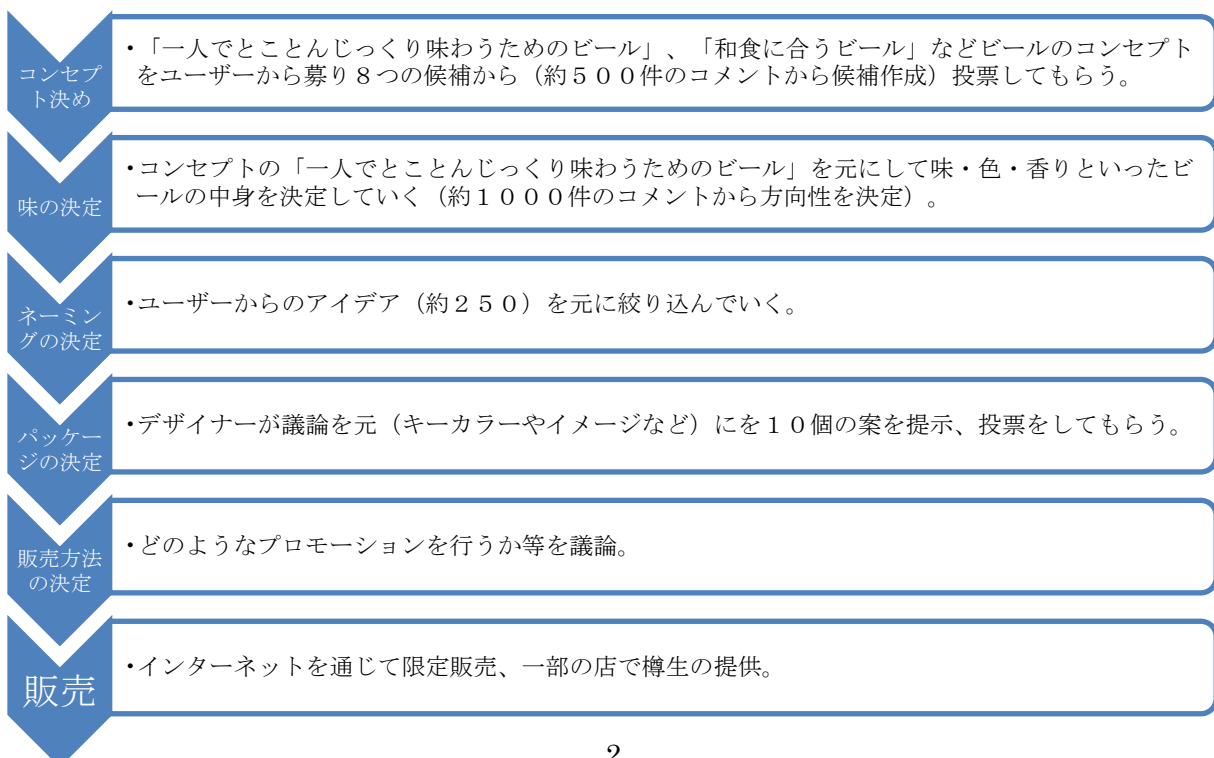 コンセプ
ト決め
・「一人でとことんじっくり味わうためのビール」、「和食に合うビール」などビールのコンセプト
をユーザーから募り８つの候補から（約５００件のコメントから候補作成）投票してもらう。
味の決定
・コンセプトの「一人でとことんじっくり味わうためのビール」を元にして味・色・香りといったビ
ールの中身を決定していく（約１０００件のコメントから方向性を決定）。
ネーミン
グの決定
・ユーザーからのアイデア（約２５０）を元に絞り込んでいく。
パッケー
ジの決定
・デザイナーが議論を元（キーカラーやイメージなど）にを１０個の案を提示、投票をしてもらう。
販売方法
の決定
・どのようなプロモーションを行うか等を議論。
販売
・インターネットを通じて限定販売、一部の店で樽生の提供。
2